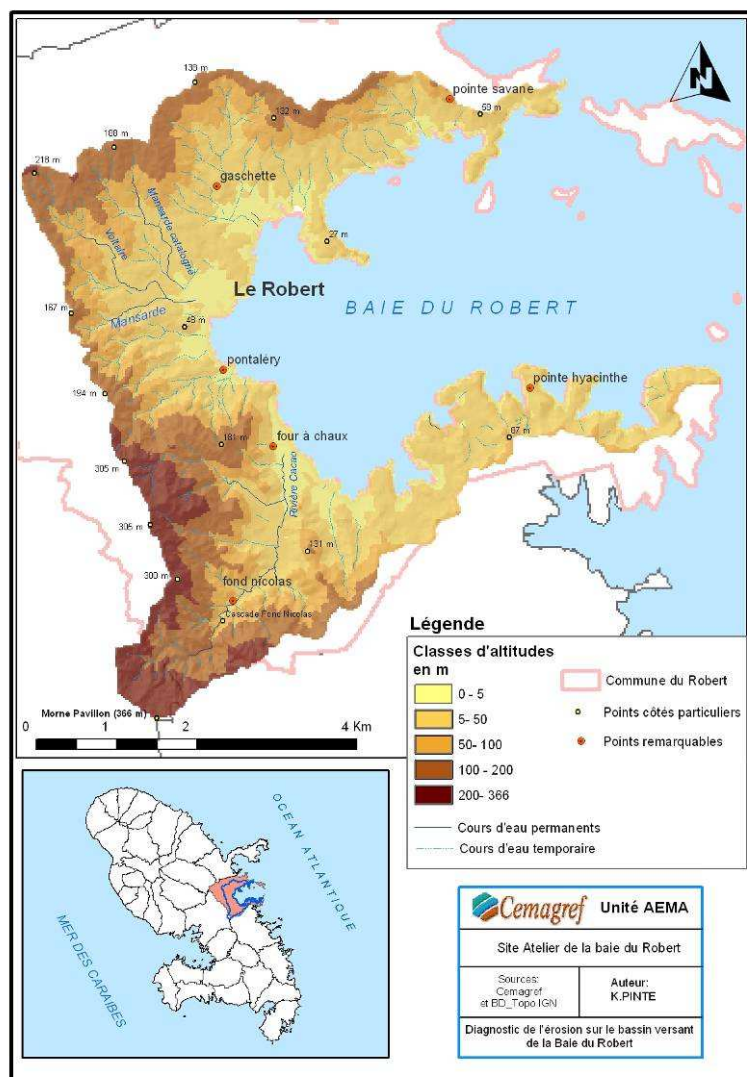 139 m
pointe savane
N
132 m
59 m
168 m
218 m
gaschette
Mansarde catalogne
Voltaire
27 m
Le Robert
BAIE DU ROBERT
167 m
Mansarde
48 m
pontaléry
pointe hyacinthe
194 m
181 m
four à chaux
67 m
305 m
Rivière Cacao
305 m
131 m
300 m
fond nicolas
Cascade Fond Nicolas
Morne Pavillon (366 m)
0 1 2 4 Km
Légende
Classes d'altitudes
en m
0 - 5
5- 50
50- 100
100 - 200
200- 366
Commune du Robert
Points côtés particuliers
Points remarquables
Cours d'eau permanents
Cours d'eau temporaire
OCEAN ATLANTIQUE
MER DES CARAIBES
Cemagref Unité AEMA
Site Atelier de la baie du Robert
Sources:
Cemagref
et BD_Topo IGN
Auteur:
K.PINTE
Diagnostic de l'érosion sur le bassin versant
de la Baie du Robert